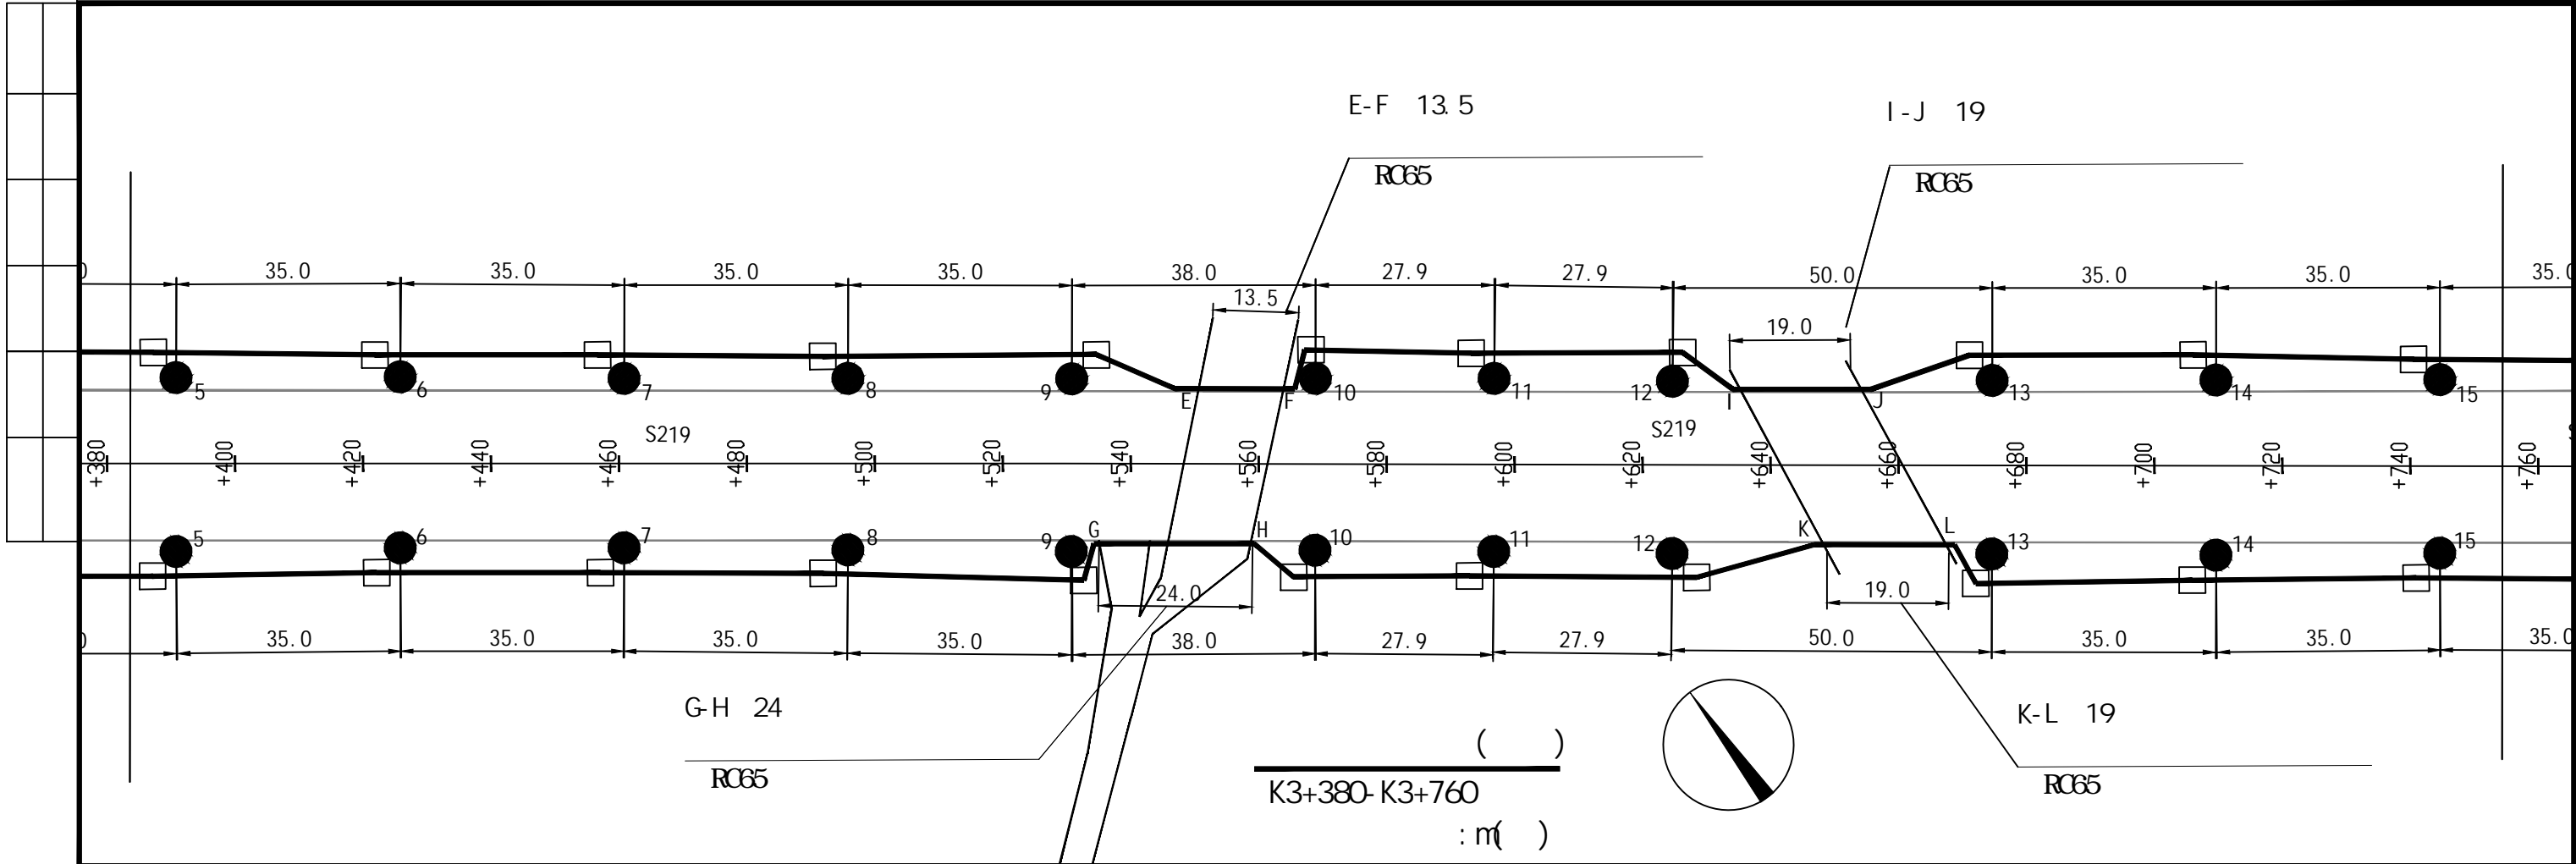 E-F 13.5
I-J 19
RC65
RC65
35.0 35.0 35.0 35.0 38.0 27.9 27.9 50.0 35.0 35.0
13.5
19.0
5 6 7 8 9 10 11 12 13 14 15
E F I J
S219 S219
+380 +400 +420 +440 +460 +480 +500 +520 +540 +560 +580 +600 +620 +640 +660 +680 +700 +720 +740 +760
G H K L
5 6 7 8 9 10 11 12 13 14 15
24.0 19.0
35.0 35.0 35.0 35.0 38.0 27.9 27.9 50.0 35.0 35.0
G-H 24
K-L 19
( )
RC65
K3+380-K3+760
RC65
:m( )